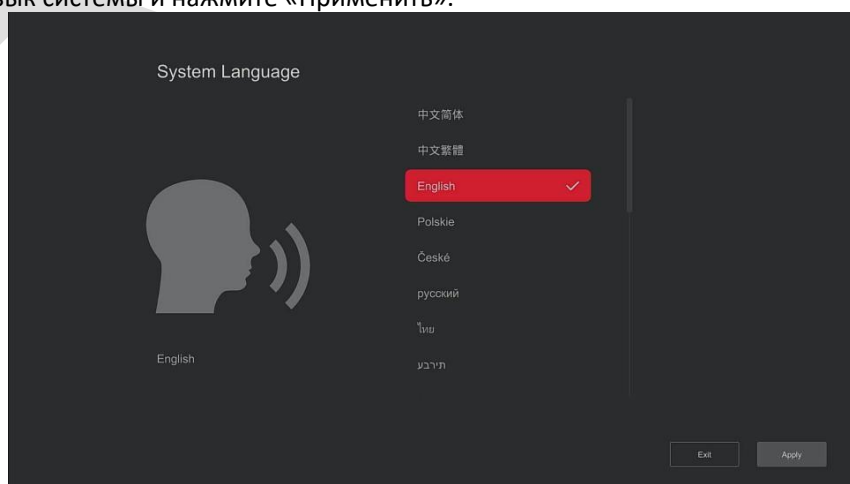 системы и нажмите «Применить».
System Language
中文简体
中文繁體
English
Polskie
České
русский
ไทย
תירבע
English
Exit
Apply